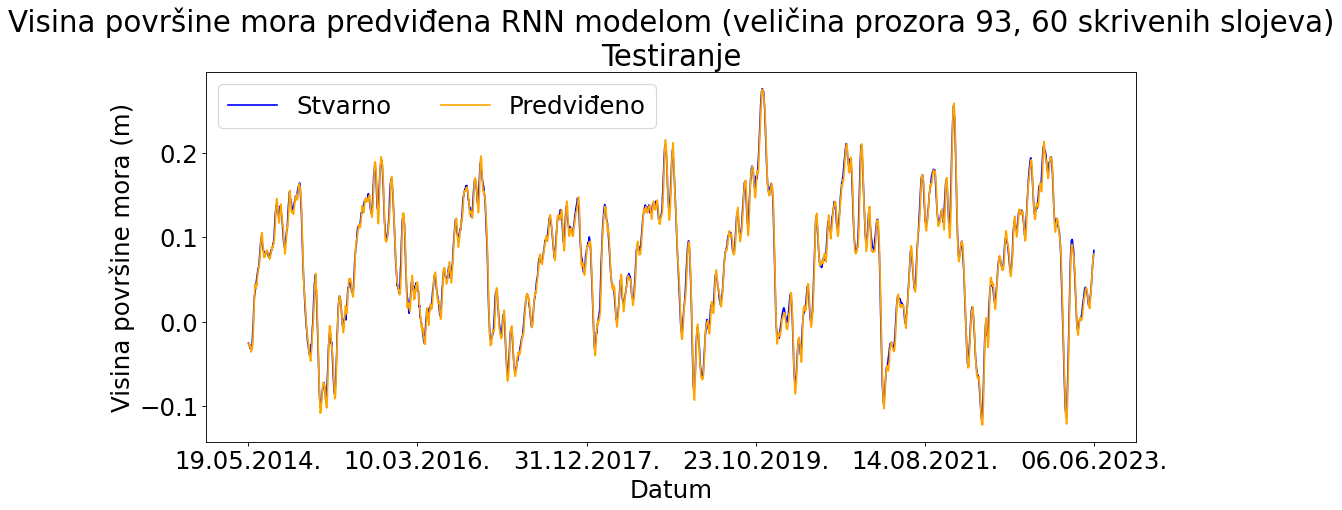 Visina površine mora predviđena RNN modelom (veličina prozora 93, 60 skrivenih slojeva)
Testiranje
Stvarno
Predviđeno
Visina površine mora (m)
0.2
0.1
0.0
−0.1
19.05.2014.
10.03.2016.
31.12.2017.
23.10.2019.
14.08.2021.
06.06.2023.
Datum